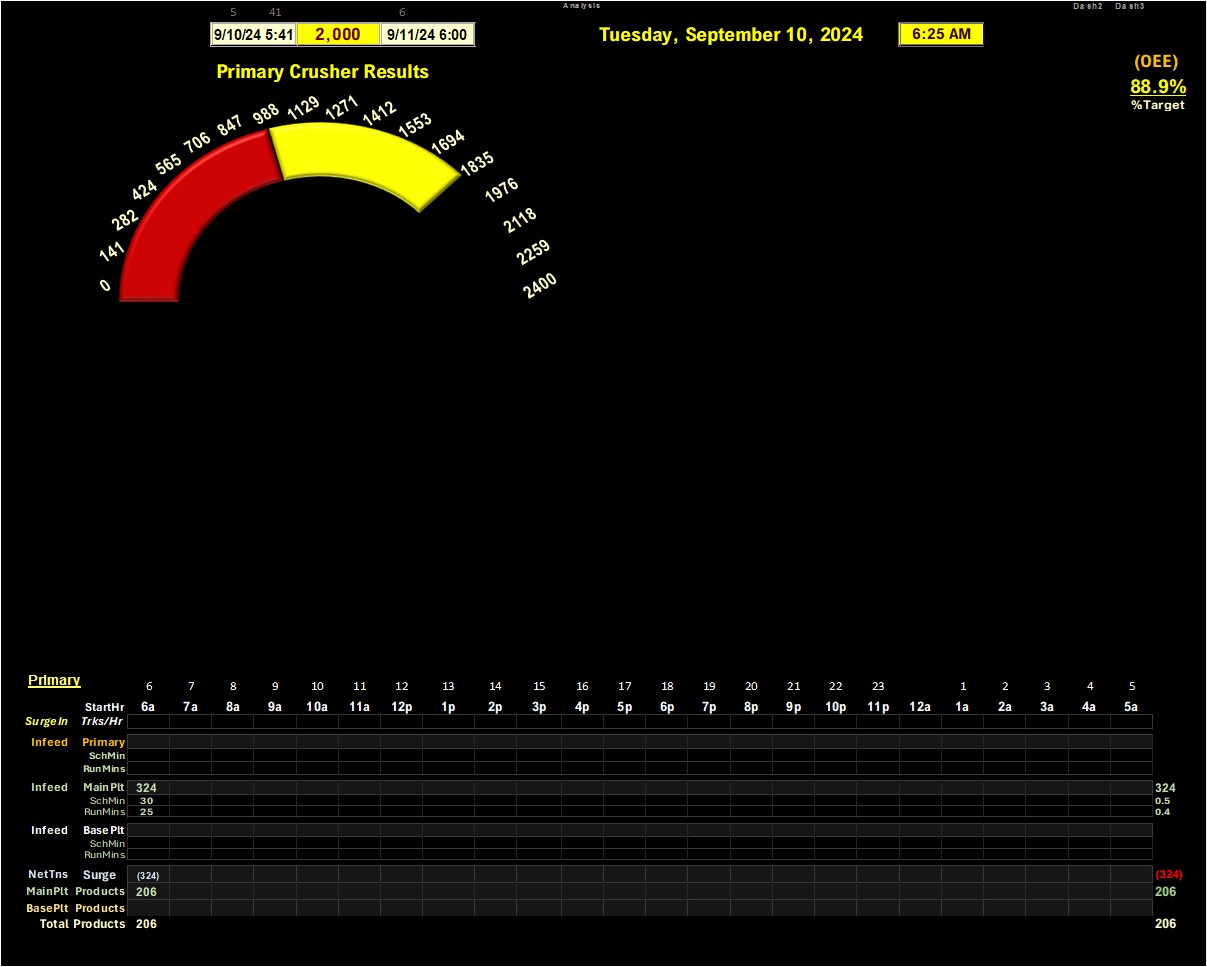 Analysis Dash2 Dash3
5 41 6
9/10/24 5:41 2,000 9/11/24 6:00 Tuesday, September 10, 2024 6:25 AM
(OEE)
88.9%
%Target
Primary Crusher Results
0 141 282 424 565 706 847 988 1129 1271 1412 1553 1694 1835 1976 2118 2259 2400
Primary
6 7 8 9 10 11 12 13 14 15 16 17 18 19 20 21 22 23 1 2 3 4 5
StartHr 6a 7a 8a 9a 10a 11a 12p 1p 2p 3p 4p 5p 6p 7p 8p 9p 10p 11p 12a 1a 2a 3a 4a 5a
SurgeIn Trks/Hr
Infeed Primary
SchMin
RunMins
Infeed MainPlt 324 324
SchMin 30 0.5
RunMins 25 0.4
Infeed BasePlt
SchMin
RunMins
NetTns Surge (324) (324)
MainPlt Products 206 206
BasePlt Products
Total Products 206 206